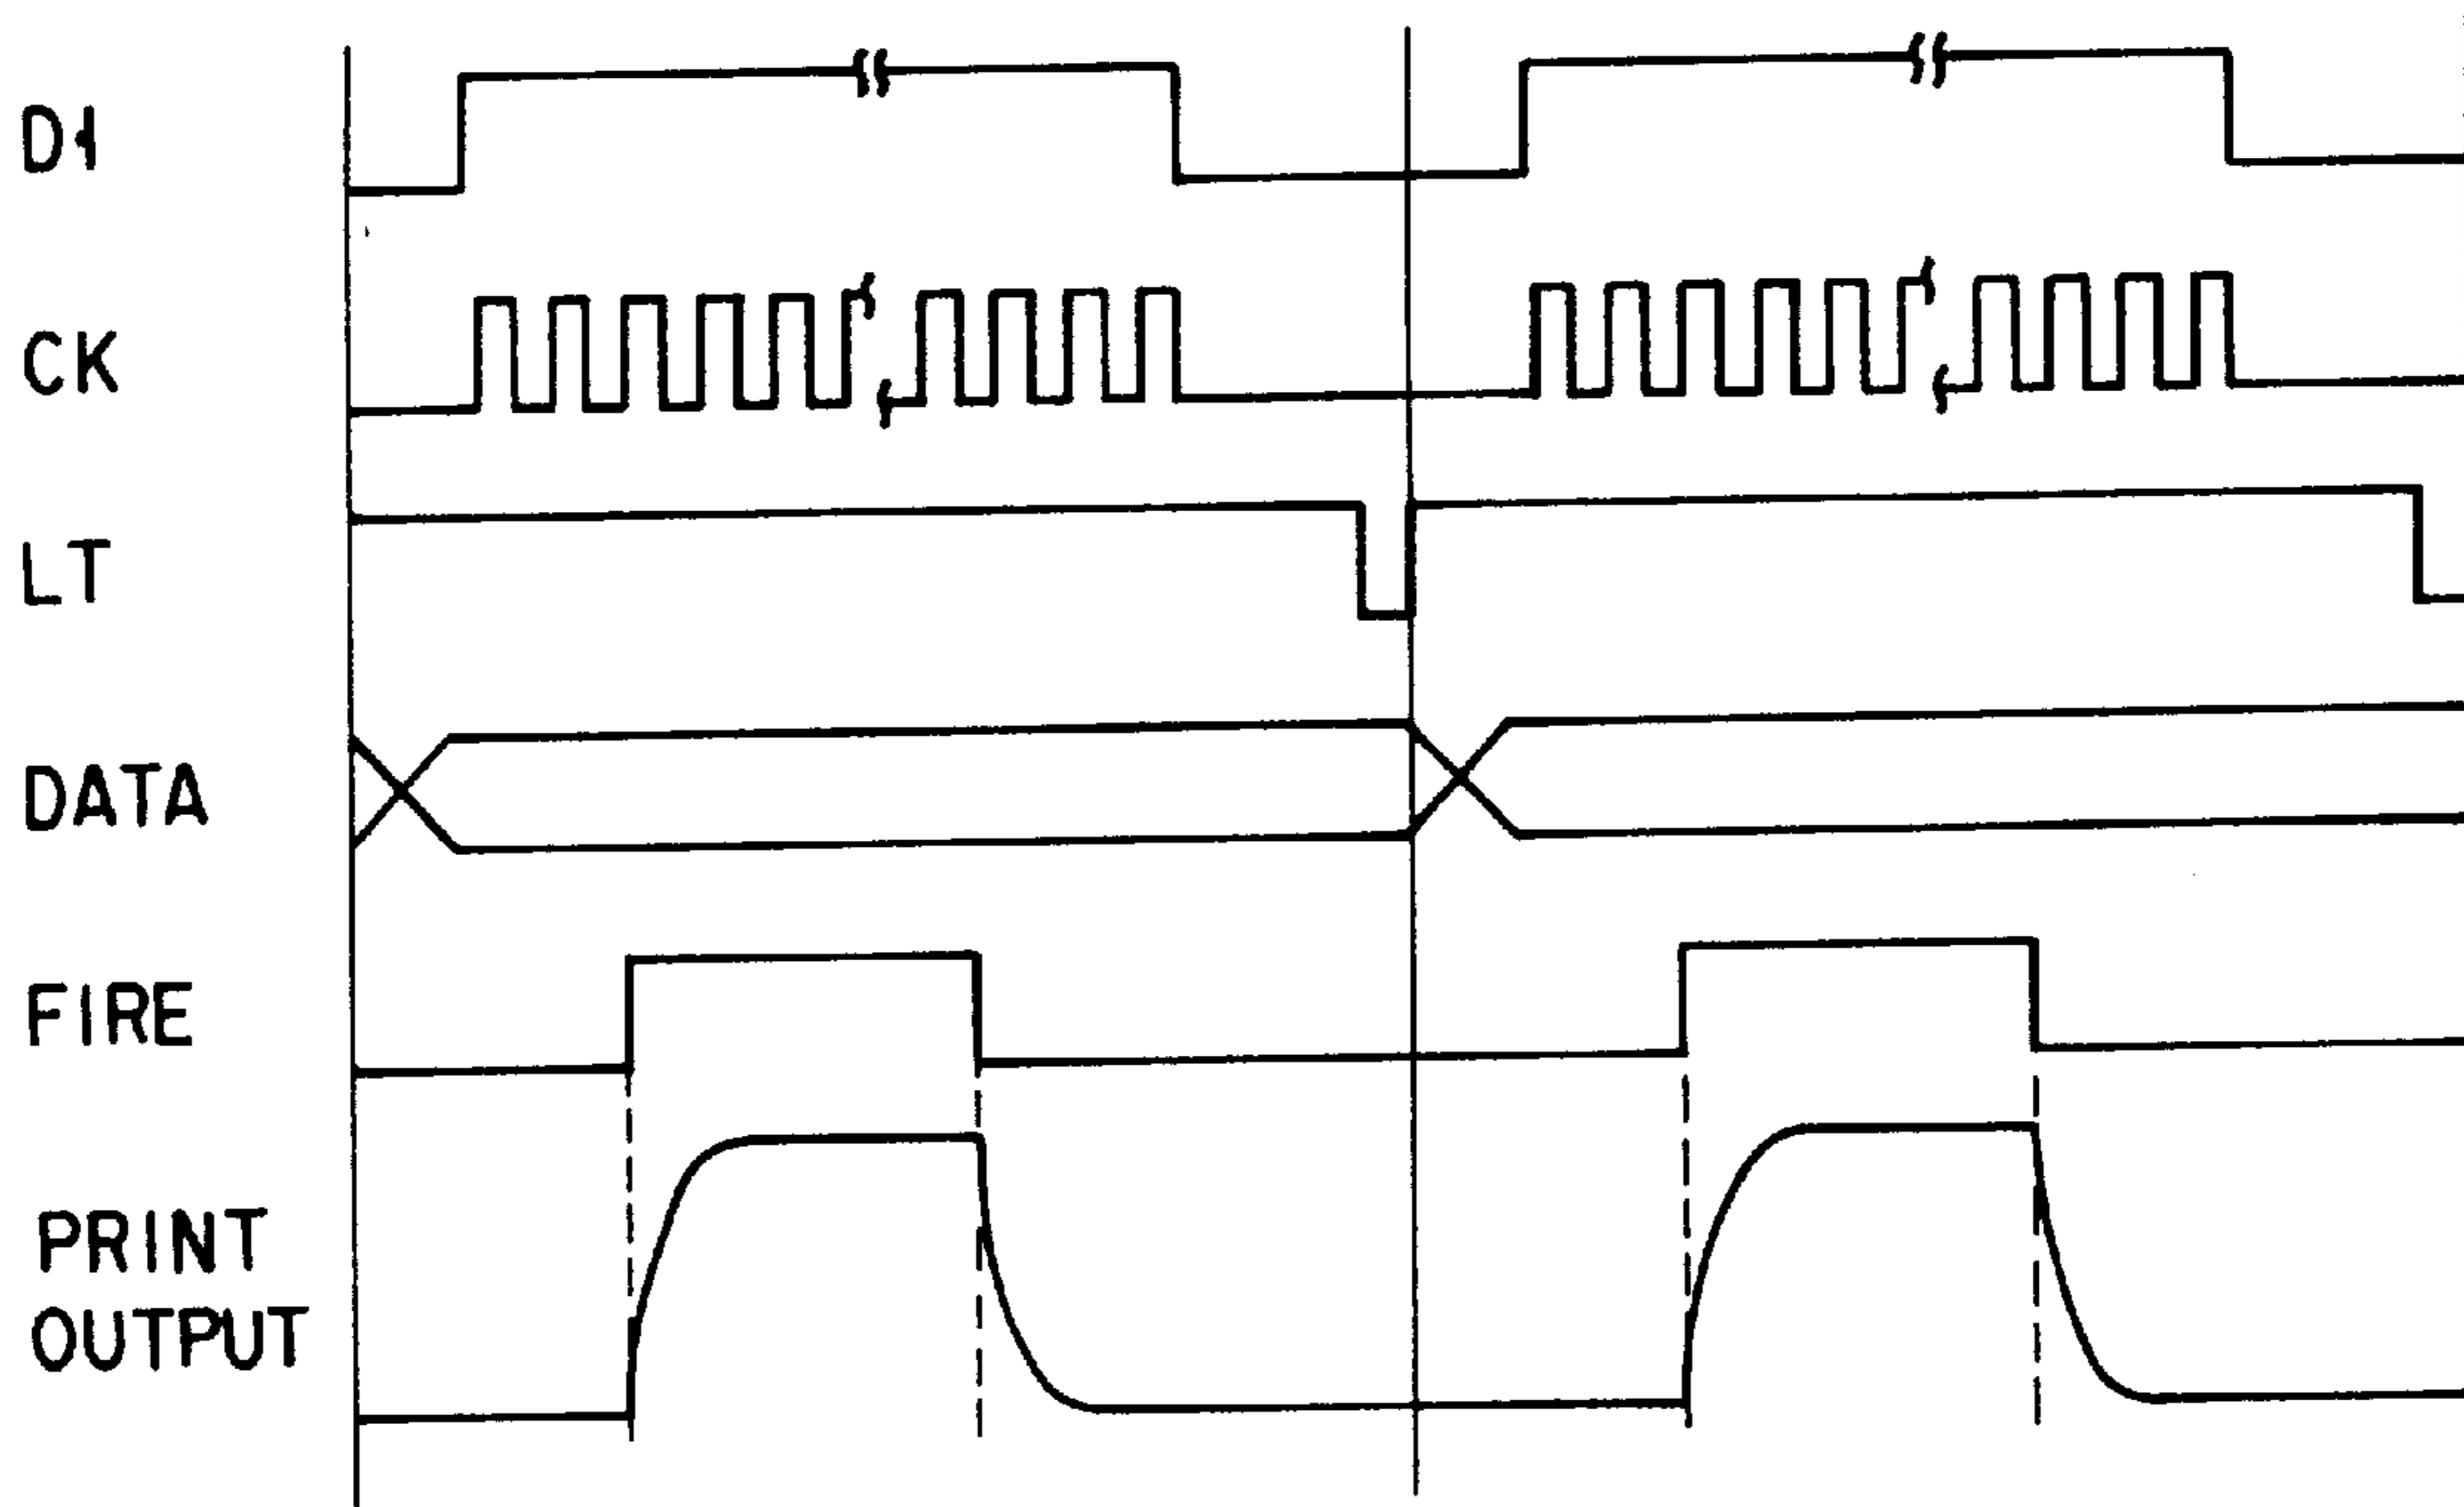 DI
CK
LT
DATA
FIRE
PRINT
OUTPUT